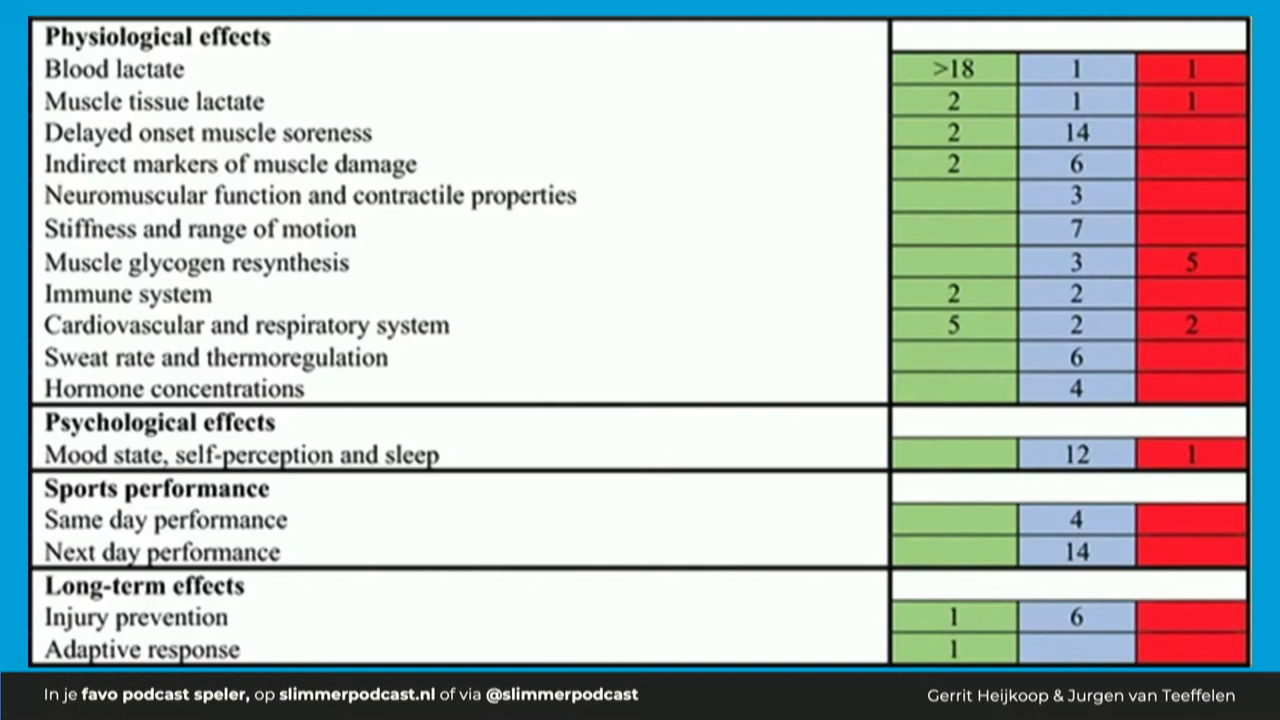 Physiological effects
Blood lactate >18 1 1
Muscle tissue lactate 2 1 1
Delayed onset muscle soreness 2 14
Indirect markers of muscle damage 2 6
Neuromuscular function and contractile properties 3
Stiffness and range of motion 7
Muscle glycogen resynthesis 3 5
Immune system 2 2
Cardiovascular and respiratory system 5 2 2
Sweat rate and thermoregulation 6
Hormone concentrations 4
Psychological effects
Mood state, self-perception and sleep 12 1
Sports performance
Same day performance 4
Next day performance 14
Long-term effects
Injury prevention 1 6
Adaptive response 1
In je favo podcast speler, op slimmerpodcast.nl of via @slimmerpodcast Gerrit Heijkoop & Jurgen van Teeffelen